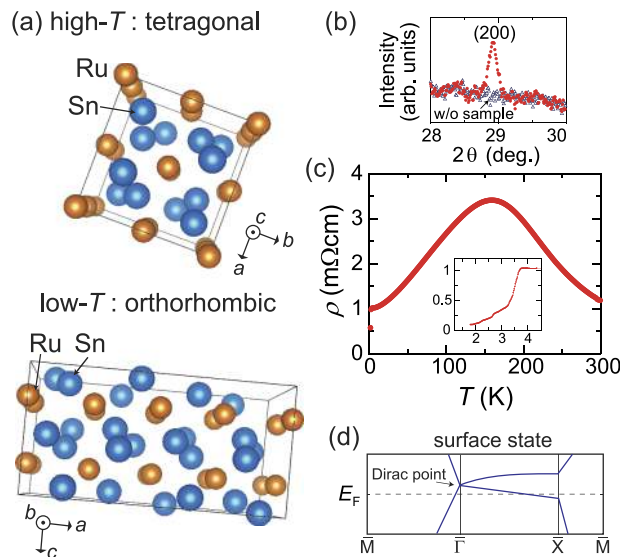 (a) high-T : tetragonal
Ru
Sn
c
b
a
low-T : orthorhombic
Ru
Sn
b
a
c
(b)
Intensity
(arb. units)
(200)
w/o sample
28
29
30
2θ (deg.)
(c)
ρ (mΩcm)
4
3
2
1
0
1
0.5
0
2
3
4
0
100
200
300
T (K)
(d)
surface state
Dirac point
E_F
M̄
Γ̄
X̄
M̄